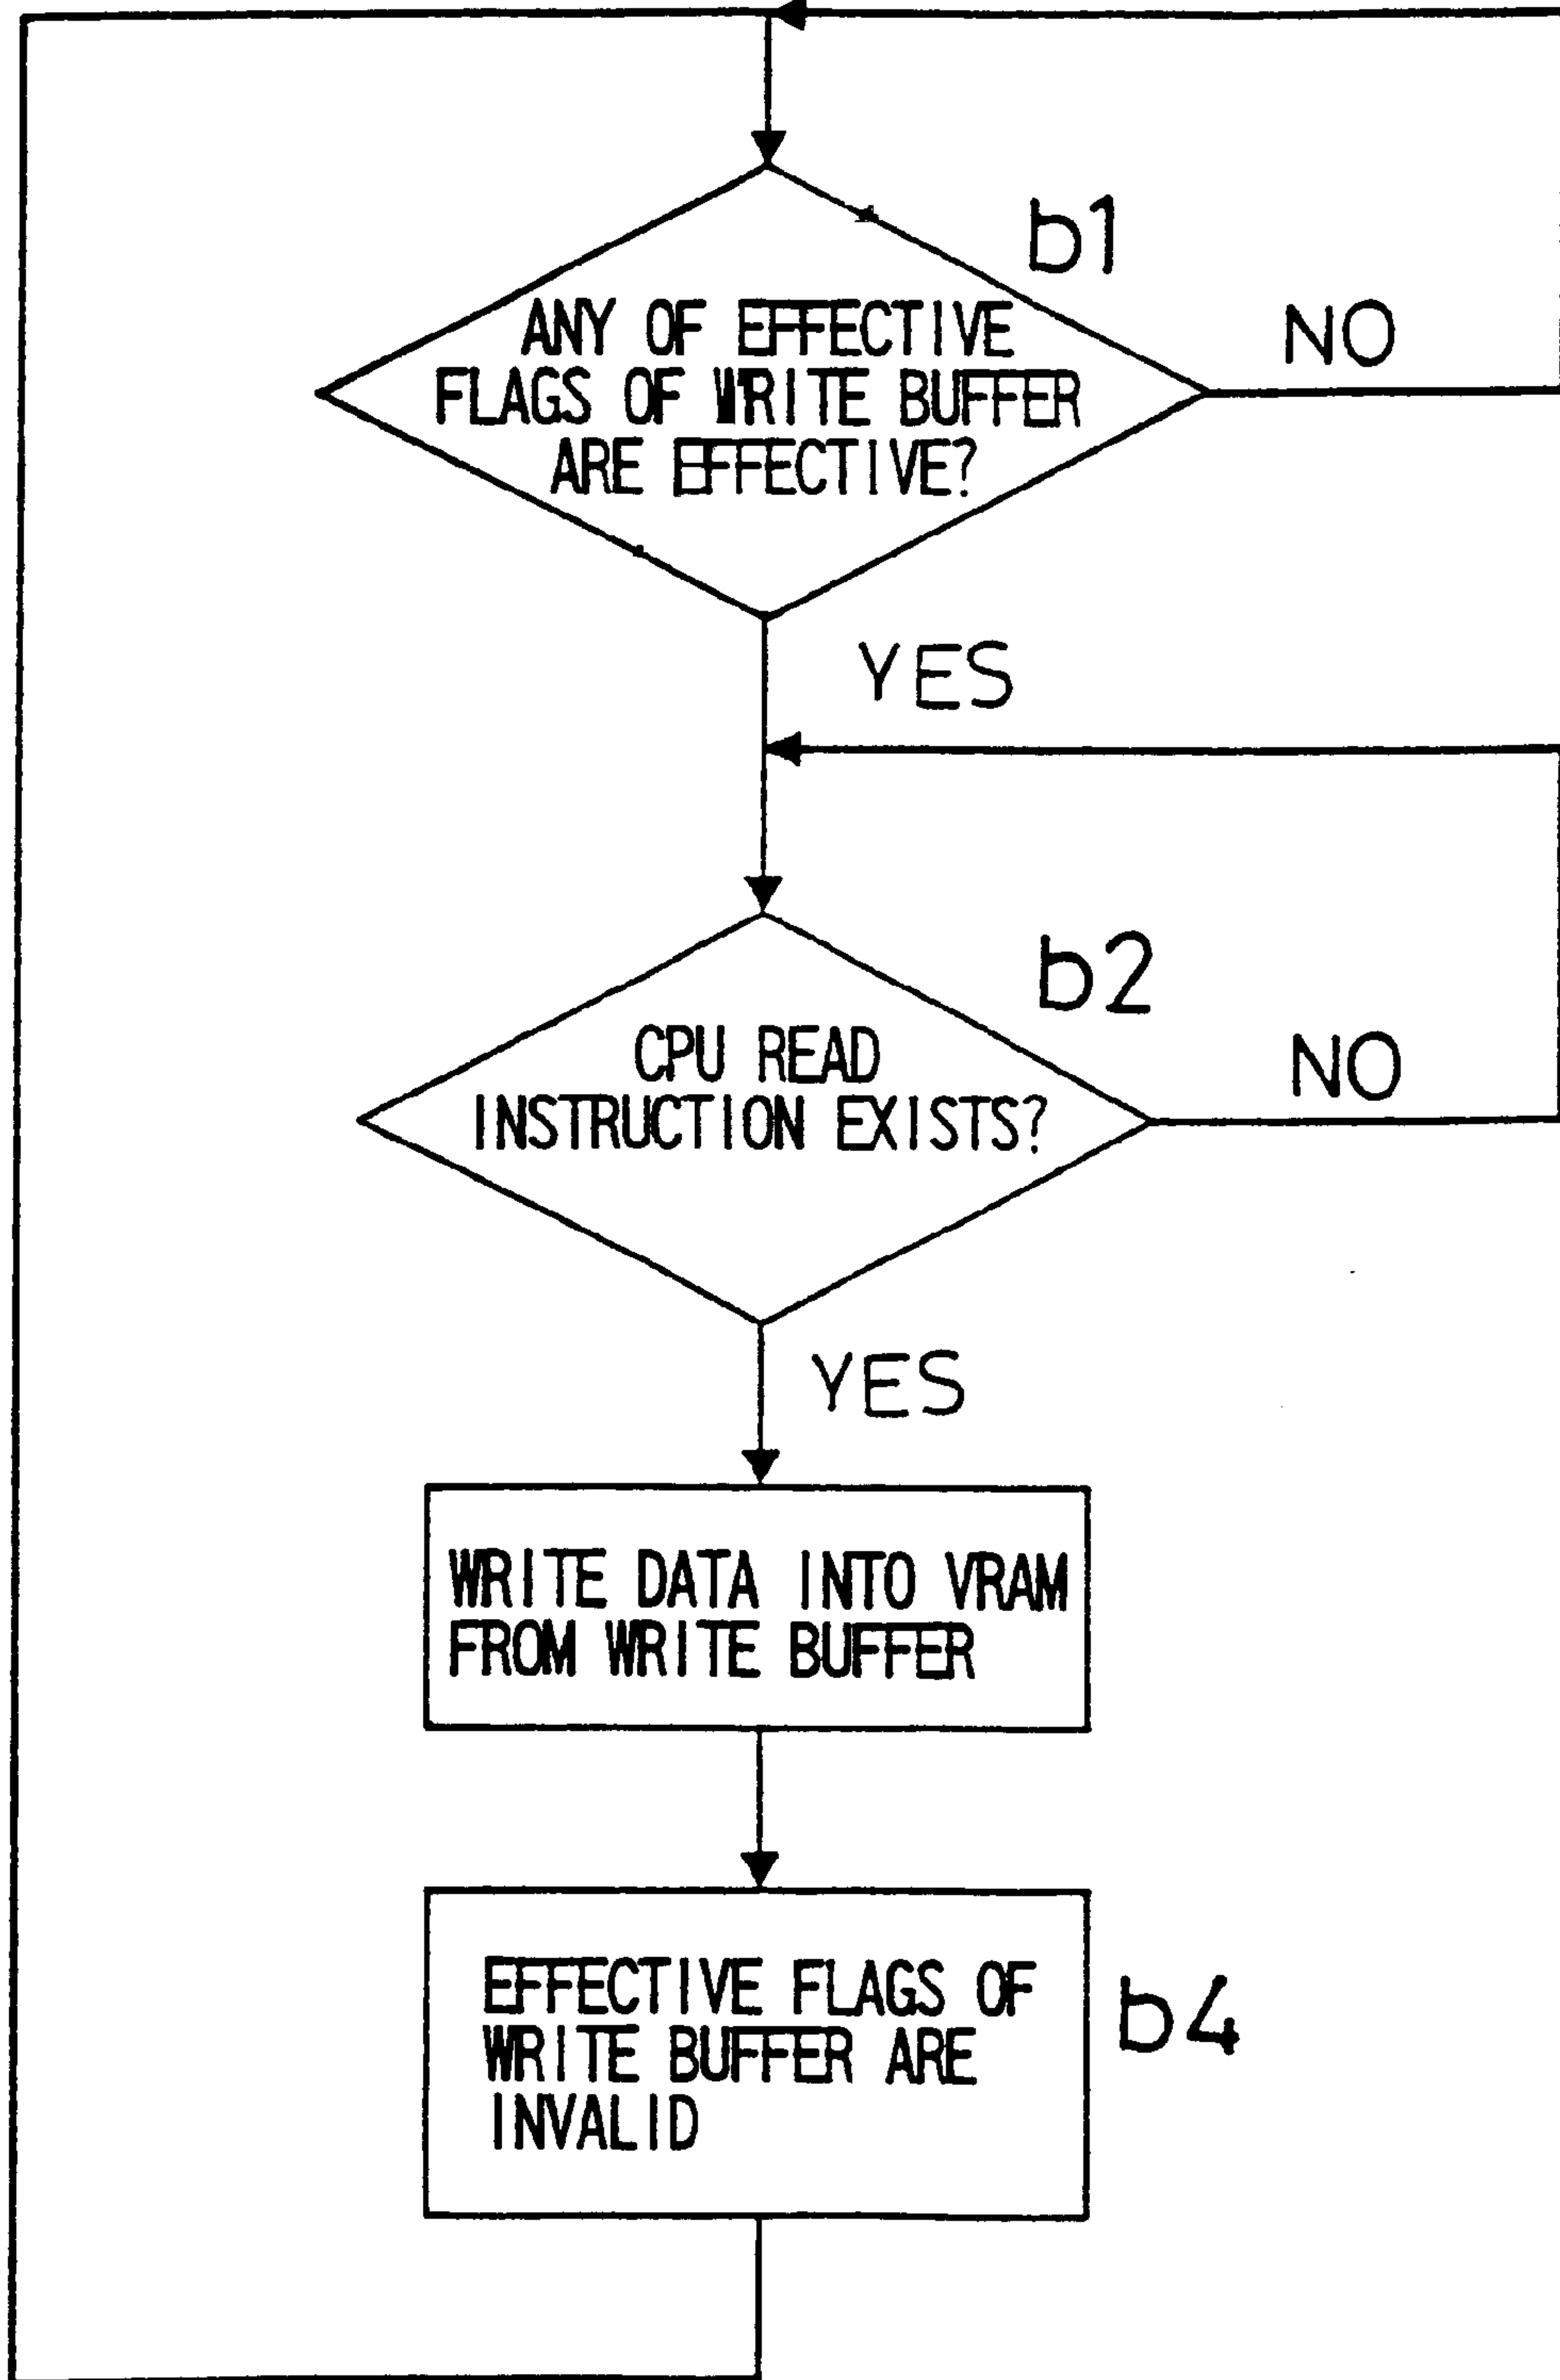 b1
ANY OF EFFECTIVE
FLAGS OF WRITE BUFFER
ARE EFFECTIVE?
NO
YES
b2
CPU READ
INSTRUCTION EXISTS?
NO
YES
WRITE DATA INTO VRAM
FROM WRITE BUFFER
EFFECTIVE FLAGS OF
WRITE BUFFER ARE
INVALID
b4